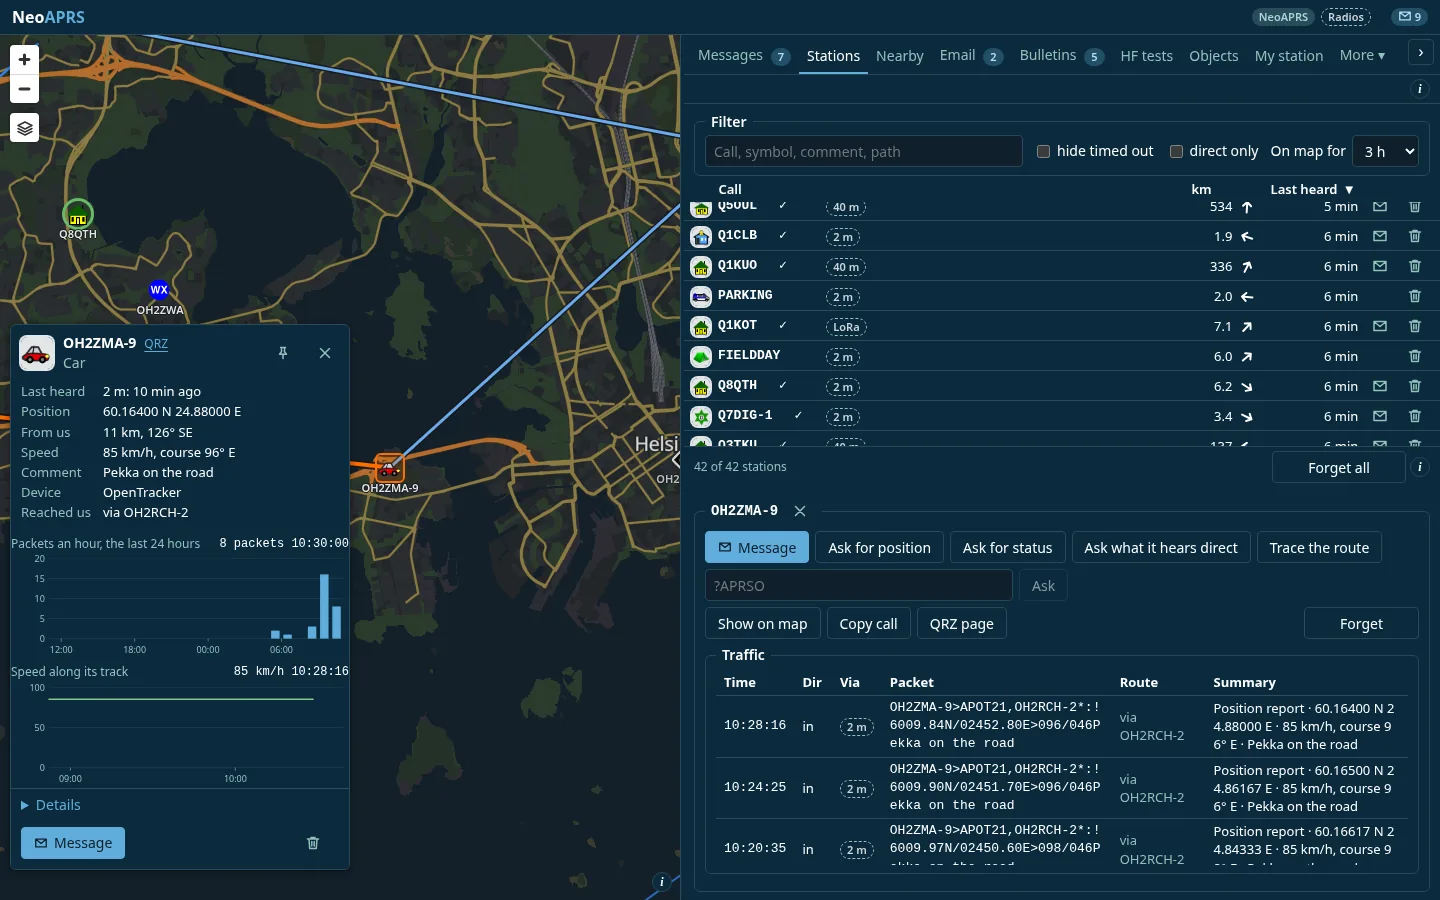 NeoAPRS
NeoAPRS Radios 9
Messages 7 Stations Nearby Email 2 Bulletins 5 HF tests Objects My station More ▾
Filter
Call, symbol, comment, path hide timed out direct only On map for 3 h
Call km Last heard ▼
40 m 534 5 min
Q1CLB ✓ 2 m 1.9 6 min
Q1KUO ✓ 40 m 336 6 min
PARKING 2 m 2.0 6 min
Q1KOT ✓ LoRa 7.1 6 min
FIELDDAY 2 m 6.0 6 min
Q8QTH ✓ 2 m 6.2 6 min
Q7DIG-1 ✓ 2 m 3.4 6 min
42 of 42 stations Forget all
Q8QTH
WX
OH2ZWA
Helsi
OH2
OH2ZMA-9
OH2ZMA-9 QRZ
Car
Last heard 2 m: 10 min ago
Position 60.16400 N 24.88000 E
From us 11 km, 126° SE
Speed 85 km/h, course 96° E
Comment Pekka on the road
Device OpenTracker
Reached us via OH2RCH-2
Packets an hour, the last 24 hours 8 packets 10:30:00
20
15
10
5
0
12:00 18:00 00:00 06:00
Speed along its track 85 km/h 10:28:16
100
50
0
09:00 10:00
▶ Details
Message
OH2ZMA-9
Message Ask for position Ask for status Ask what it hears direct Trace the route
?APRSO Ask
Show on map Copy call QRZ page Forget
Traffic
Time Dir Via Packet Route Summary
10:28:16 in 2 m OH2ZMA-9>APOT21,OH2RCH-2*:! via Position report · 60.16400 N 2
6009.84N/02452.80E>096/046P OH2RCH-2 4.88000 E · 85 km/h, course 9
ekka on the road 6° E · Pekka on the road
10:24:25 in 2 m OH2ZMA-9>APOT21,OH2RCH-2*:! via Position report · 60.16500 N 2
6009.90N/02451.70E>096/046P OH2RCH-2 4.86167 E · 85 km/h, course 9
ekka on the road 6° E · Pekka on the road
10:20:35 in 2 m OH2ZMA-9>APOT21,OH2RCH-2*:! via Position report · 60.16617 N 2
6009.97N/02450.60E>098/046P OH2RCH-2 4.84333 E · 85 km/h, course 9